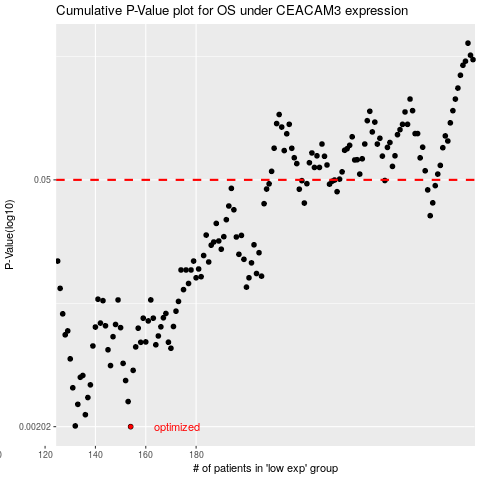 Cumulative P-Value plot for OS under CEACAM3 expression
P-Value(log10)
0.05
0.00202
optimized
0 120 140 160 180
# of patients in 'low exp' group